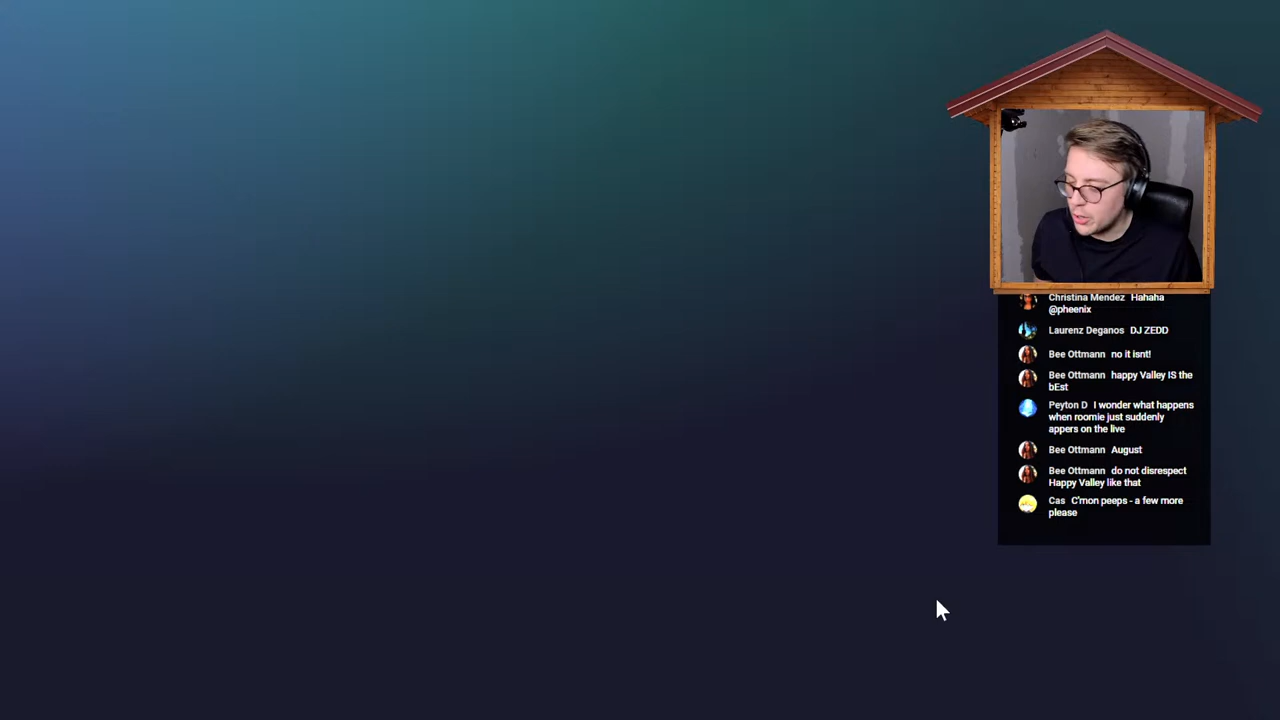 Christina Mendez Hahaha
@pheenix
Laurenz Deganos DJ ZEDD
Bee Ottmann no it isnt!
Bee Ottmann happy Valley IS the
bEst
Peyton D I wonder what happens
when roomie just suddenly
appers on the live
Bee Ottmann August
Bee Ottmann do not disrespect
Happy Valley like that
Cas C'mon peeps - a few more
please